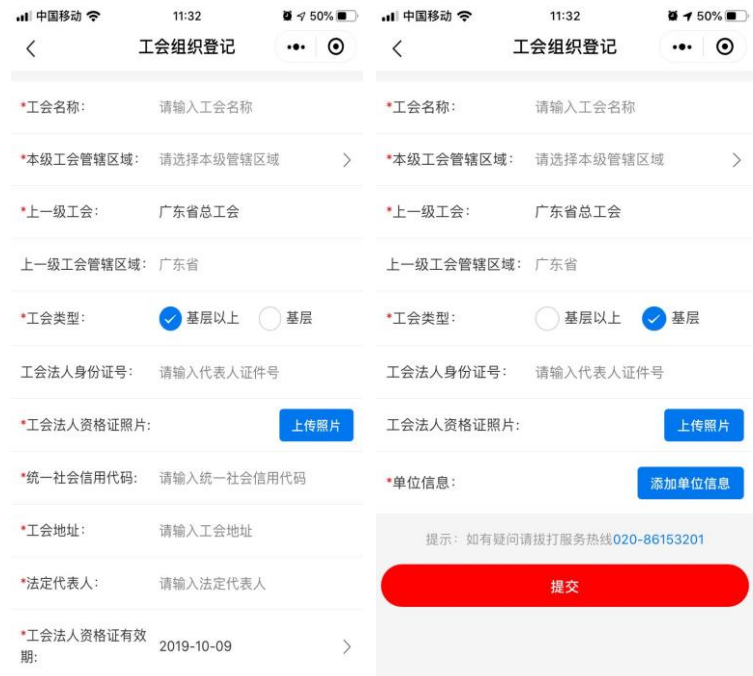 中国移动 11:32 50%
工会组织登记
*工会名称： 请输入工会名称
*本级工会管辖区域： 请选择本级管辖区域
*上一级工会： 广东省总工会
上一级工会管辖区域： 广东省
*工会类型： 基层以上 基层
工会法人身份证号： 请输入代表人证件号
*工会法人资格证照片: 上传照片
*统一社会信用代码: 请输入统一社会信用代码
*工会地址： 请输入工会地址
*法定代表人： 请输入法定代表人
*工会法人资格证有效
期: 2019-10-09
中国移动 11:32 50%
工会组织登记
*工会名称： 请输入工会名称
*本级工会管辖区域： 请选择本级管辖区域
*上一级工会： 广东省总工会
上一级工会管辖区域： 广东省
*工会类型： 基层以上 基层
工会法人身份证号： 请输入代表人证件号
工会法人资格证照片: 上传照片
*单位信息： 添加单位信息
提示：如有疑问请拨打服务热线020-86153201
提交